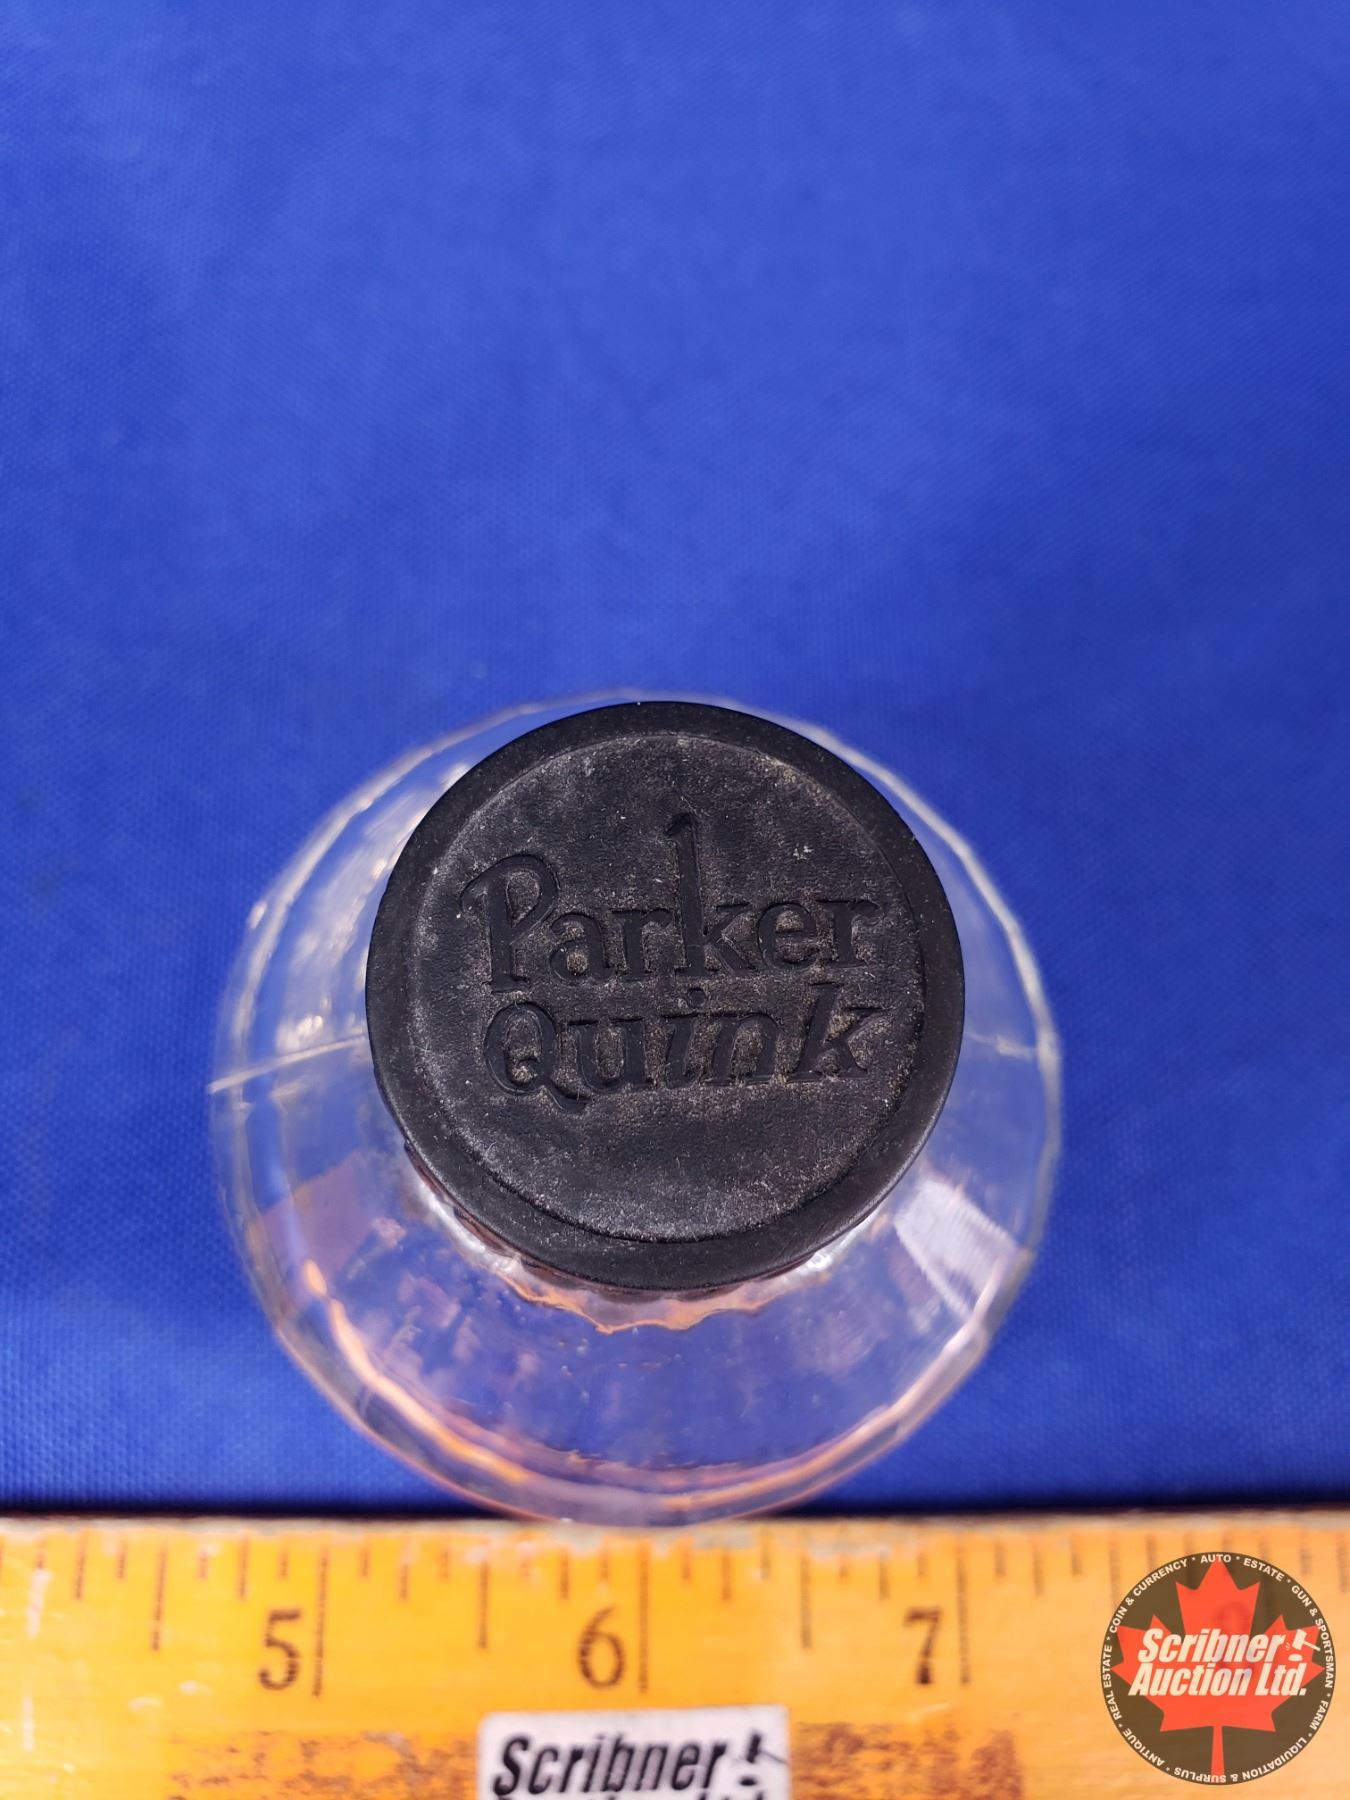 Parker
Quink
5 6 7
Scribner
Scribner
Auction Ltd.
ANTIQUE * REAL ESTATE * COIN & CURRENCY * AUTO * ESTATE * GUN & SPORTSMAN * FARM * LIQUIDATION & SURPLUS *